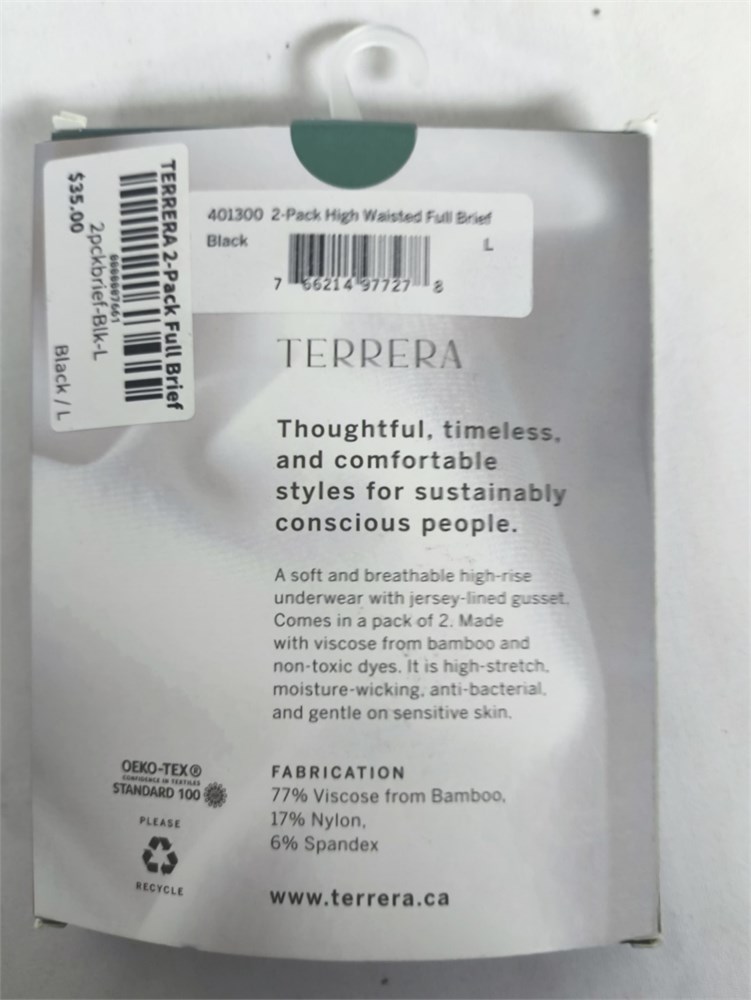 TERRERA 2-Pack Full Brief
0000007661
2pckbrief-Blk-L
$35.00
Black / L
401300 2-Pack High Waisted Full Brief
Black L
7 66214 97727 8
TERRERA
Thoughtful, timeless,
and comfortable
styles for sustainably
conscious people.
A soft and breathable high-rise
underwear with jersey-lined gusset.
Comes in a pack of 2. Made
with viscose from bamboo and
non-toxic dyes. It is high-stretch,
moisture-wicking, anti-bacterial,
and gentle on sensitive skin.
OEKO-TEX®
CONFIDENCE IN TEXTILES
STANDARD 100
PLEASE
RECYCLE
FABRICATION
77% Viscose from Bamboo,
17% Nylon,
6% Spandex
www.terrera.ca